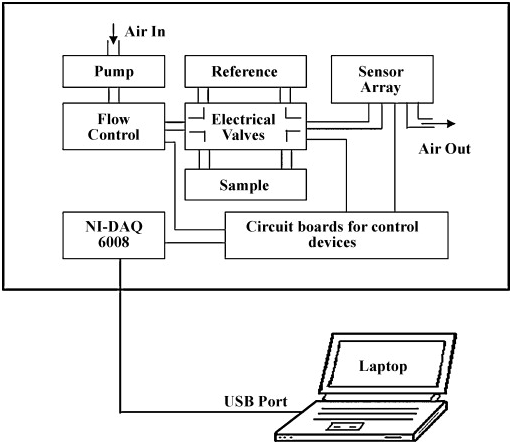 Air In
Pump
Reference
Sensor
Array
Flow
Control
Electrical
Valves
Air Out
Sample
NI-DAQ
6008
Circuit boards for control
devices
Laptop
USB Port